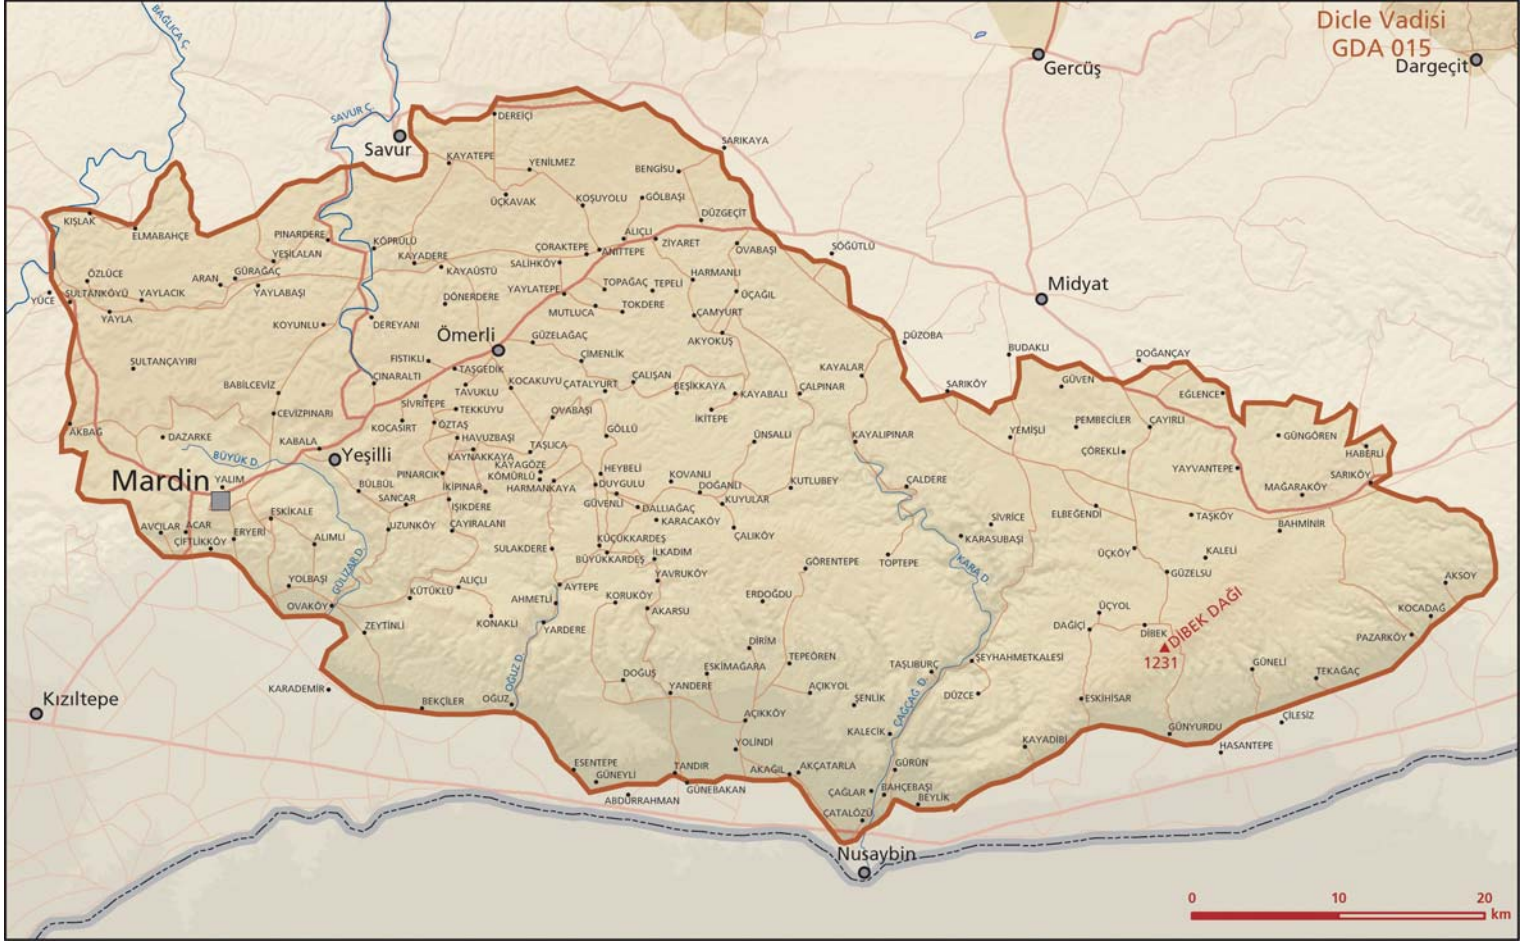 BAĞLICA Ç.
Dicle Vadisi
GDA 015
Gercüş
Dargeçit
SAVUR Ç.
Savur
DEREİÇİ
SARIKAYA
KAYATEPE
YENİLMEZ
BENGİSU
ÜÇKAVAK
KOŞUYOLU
GÖLBAŞI
DÜZGEÇİT
KIŞLAK
ELMABAHÇE
PINARDERE
KÖPRÜLÜ
ÇORAKTEPE
ALIÇLI
ANITTEPE
ZİYARET
OVABAŞI
SÖĞÜTLÜ
YEŞİLALAN
KAYADERE
SALIHKÖY
KAYAÜSTÜ
ÖZLÜCE
ARAN
GÜRAĞAÇ
YAYLABAŞI
HARMANLI
TOPAĞAÇ
TEPELİ
YÜCE
SULTANKÖYÜ
YAYLACIK
YAYLATEPE
ÜÇAĞIL
Midyat
DÖNERDERE
MUTLUCA
TOKDERE
YAYLA
KOYUNLU
DEREYANI
ÇAMYURT
Ömerli
GÜZELAĞAÇ
AKYOKUŞ
DÜZOBA
SULTANÇAYIRI
FISTIKLI
ÇİMENLİK
BUDAKLI
DOĞANÇAY
TAŞGEDİK
ÇINARALTI
KOCAKUYU
ÇATALYURT
ÇALIŞAN
BEŞİKKAYA
KAYABALI
ÇALPINAR
KAYALAR
SARIKÖY
GÜVEN
EĞLENCE
BABİLCEVİZ
TAVUKLU
SİVRİTEPE
TEKKUYU
OVABAŞI
İKİTEPE
CEVİZPINARI
KOCASIRT
ÖZTAŞ
GÖLLÜ
ÜNSALLI
KAYALIPINAR
YEMİŞLİ
PEMBECİLER
ÇAYIRLI
GÜNGÖREN
AKBAĞ
DAZARKE
KABALA
HAVUZBAŞI
TAŞLICA
ÇÖREKLİ
HABERLİ
BÜYÜK D.
Yeşilli
KAYNAKKAYA
KAYAGÖZE
HEYBELİ
KOVANLI
YAYVANTEPE
SARIKÖY
Mardin
YALIM
PINARCIK
KÖMÜRLÜ
HARMANKAYA
DUYGULU
DOĞANLI
KUTLUBEY
ÇALDERE
MAĞARAKÖY
BÜLBÜL
SANCAR
İKİPINAR
IŞIKDERE
GÜVENLİ
DALLIAĞAÇ
KUYULAR
ELBEĞENDİ
TAŞKÖY
BAHMİNİR
AVCILAR
ACAR
ERYERİ
ESKİKALE
UZUNKÖY
ÇAYIRALANI
KARACAKÖY
ÇALIKÖY
SİVRİCE
KARASUBAŞI
ÇİFTLİKKÖY
ALIMLI
SULAKDERE
KÜÇÜKKARDEŞ
BÜYÜKKARDEŞ
İLKADIM
GÖRENTEPE
TOPTEPE
ÜÇKÖY
KALELİ
GÜLİZAR D.
YOLBAŞI
KARA D.
GÜZELSU
AKSOY
KÜTÜKLÜ
ALIÇLI
AYTEPE
YAVRUKÖY
OVAKÖY
AHMETLİ
KORUKÖY
ERDOĞDU
AKARSU
ÜÇYOL
KOCADAĞ
ZEYTİNLİ
KONAKLI
YARDERE
DAĞİÇİ
DİBEK
DİBEK DAĞI
1231
PAZARKÖY
DİRİM
OĞUZ D.
DOĞUŞ
ESKİMAĞARA
TEPEÖREN
TAŞLIBURÇ
ŞEYHAHMETKALESİ
GÜNELİ
TEKAĞAÇ
KARADEMİR
YANDERE
AÇIKYOL
ŞENLİK
DÜZCE
ESKİHİSAR
Kızıltepe
BEKÇİLER
OĞUZ
ÇAĞÇAĞ D.
AÇIKKÖY
KALECİK
GÜNYURDU
ÇİLESİZ
YOLİNDİ
KAYADİBİ
HASANTEPE
ESENTEPE
GÜNEYLİ
TANDIR
AKAĞIL
AKÇATARLA
GÜRÜN
GÜNEBAKAN
ÇAĞLAR
BAHÇEBAŞI
BEYLİK
ABDURRAHMAN
ÇATALÖZÜ
Nusaybin
0 10 20
km